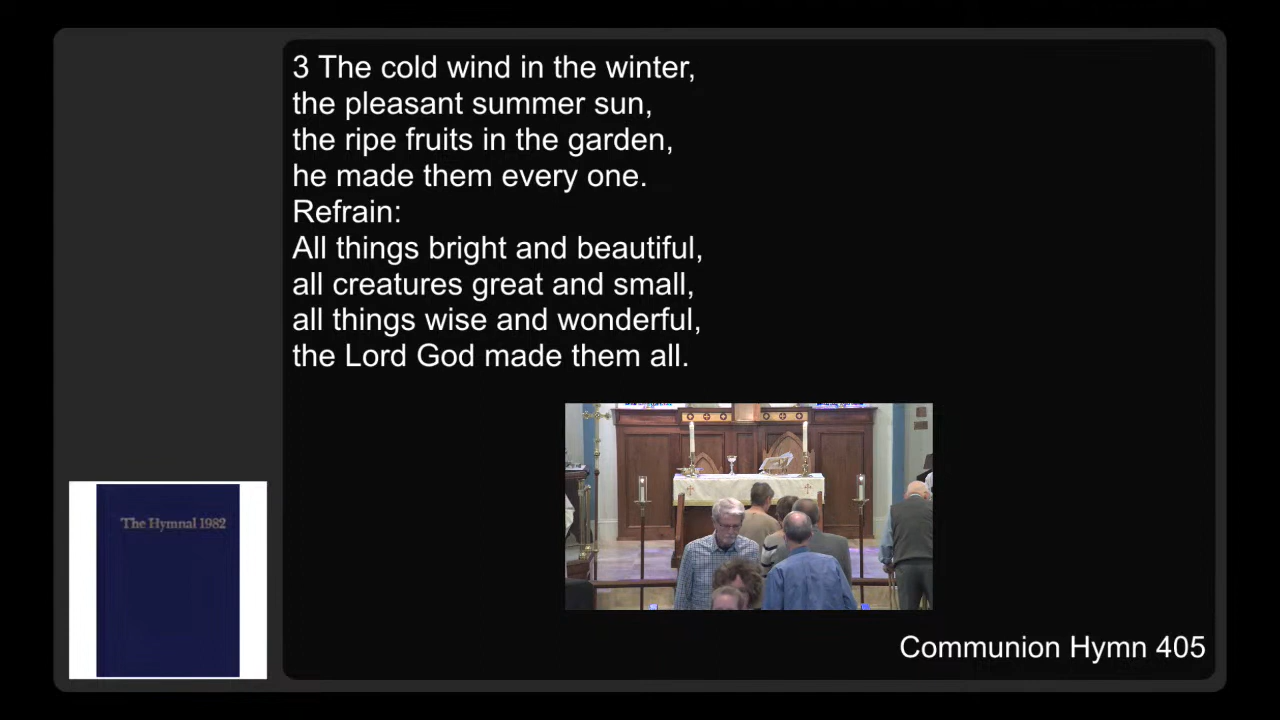 3 The cold wind in the winter,
the pleasant summer sun,
the ripe fruits in the garden,
he made them every one.
Refrain:
All things bright and beautiful,
all creatures great and small,
all things wise and wonderful,
the Lord God made them all.
The Hymnal 1982
Communion Hymn 405